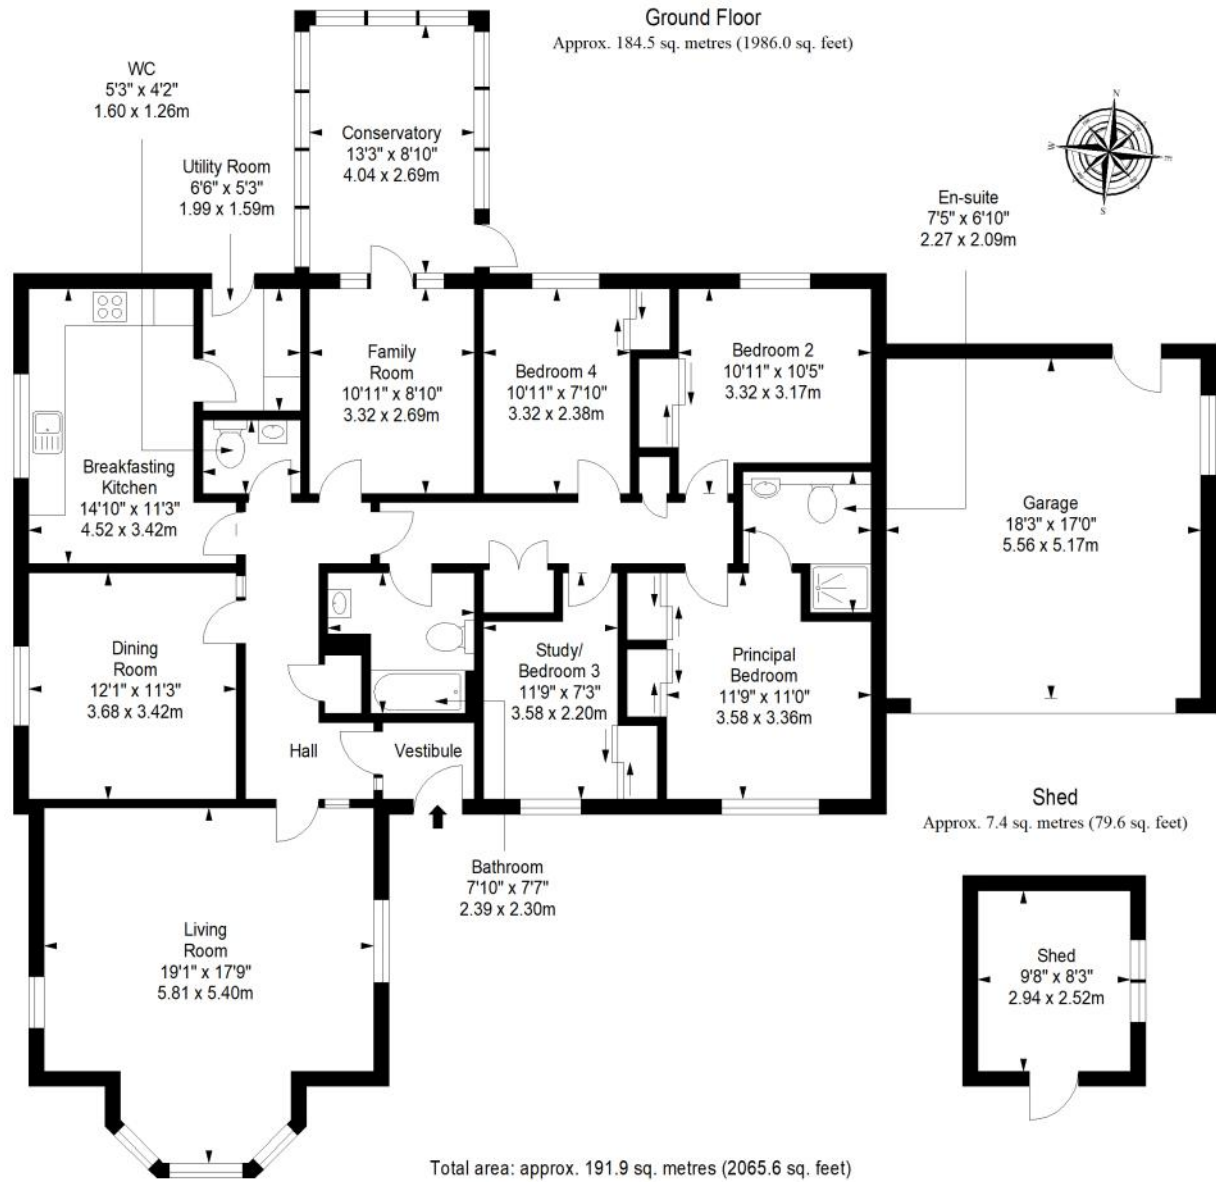 Ground Floor
Approx. 184.5 sq. metres (1986.0 sq. feet)
WC
5'3" x 4'2"
1.60 x 1.26m
Utility Room
6'6" x 5'3"
1.99 x 1.59m
Conservatory
13'3" x 8'10"
4.04 x 2.69m
N
W
E
S
En-suite
7'5" x 6'10"
2.27 x 2.09m
Family
Room
10'11" x 8'10"
3.32 x 2.69m
Bedroom 4
10'11" x 7'10"
3.32 x 2.38m
Bedroom 2
10'11" x 10'5"
3.32 x 3.17m
Breakfasting
Kitchen
14'10" x 11'3"
4.52 x 3.42m
Garage
18'3" x 17'0"
5.56 x 5.17m
Dining
Room
12'1" x 11'3"
3.68 x 3.42m
Study/
Bedroom 3
11'9" x 7'3"
3.58 x 2.20m
Principal
Bedroom
11'9" x 11'0"
3.58 x 3.36m
Hall
Vestibule
Shed
Approx. 7.4 sq. metres (79.6 sq. feet)
Bathroom
7'10" x 7'7"
2.39 x 2.30m
Living
Room
19'1" x 17'9"
5.81 x 5.40m
Shed
9'8" x 8'3"
2.94 x 2.52m
Total area: approx. 191.9 sq. metres (2065.6 sq. feet)